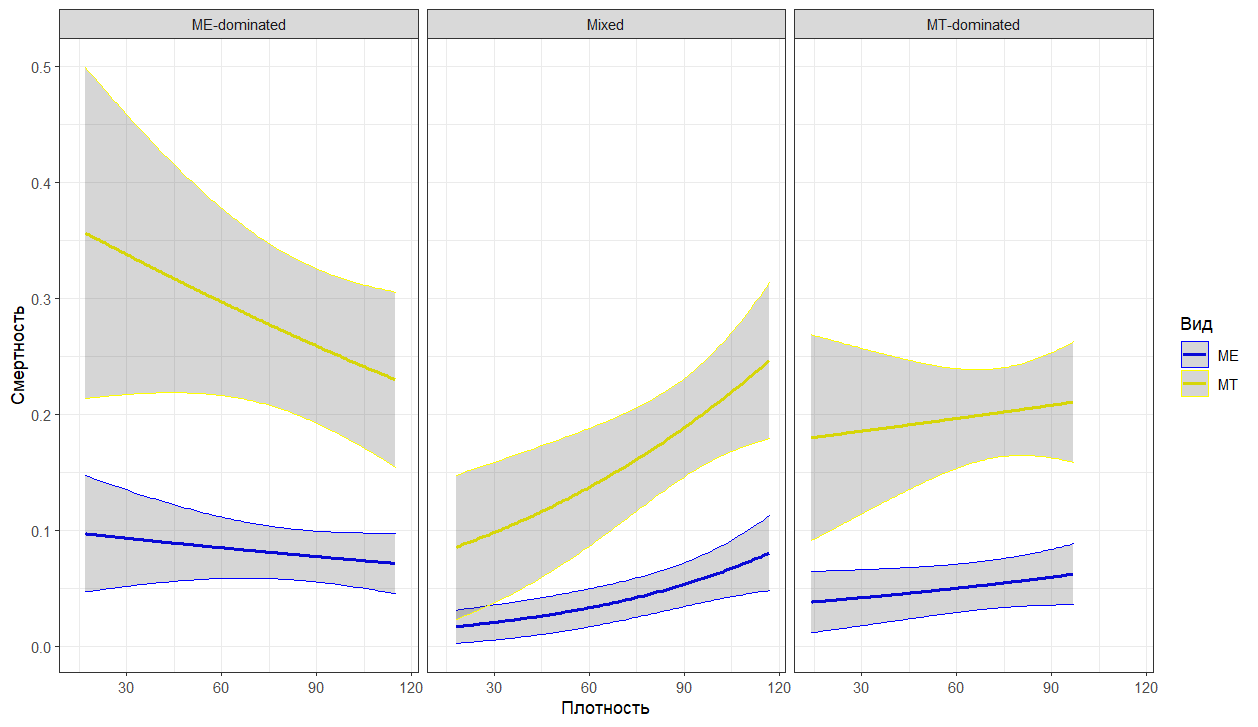 ME-dominated
Mixed
MT-dominated
Смертность
0.5
0.4
0.3
0.2
0.1
0.0
30 60 90 120
30 60 90 120
30 60 90 120
Плотность
Вид
ME
MT